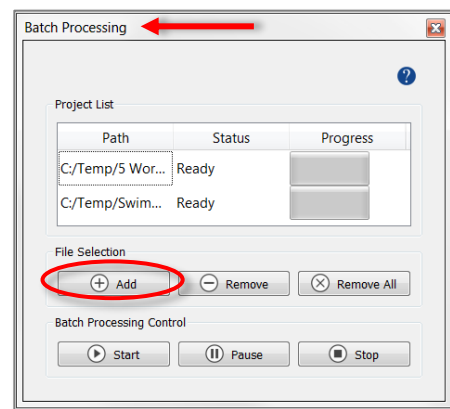 Batch Processing
?
Project List
Path Status Progress
C:/Temp/5 Wor... Ready
C:/Temp/Swim... Ready
File Selection
Add Remove Remove All
Batch Processing Control
Start Pause Stop